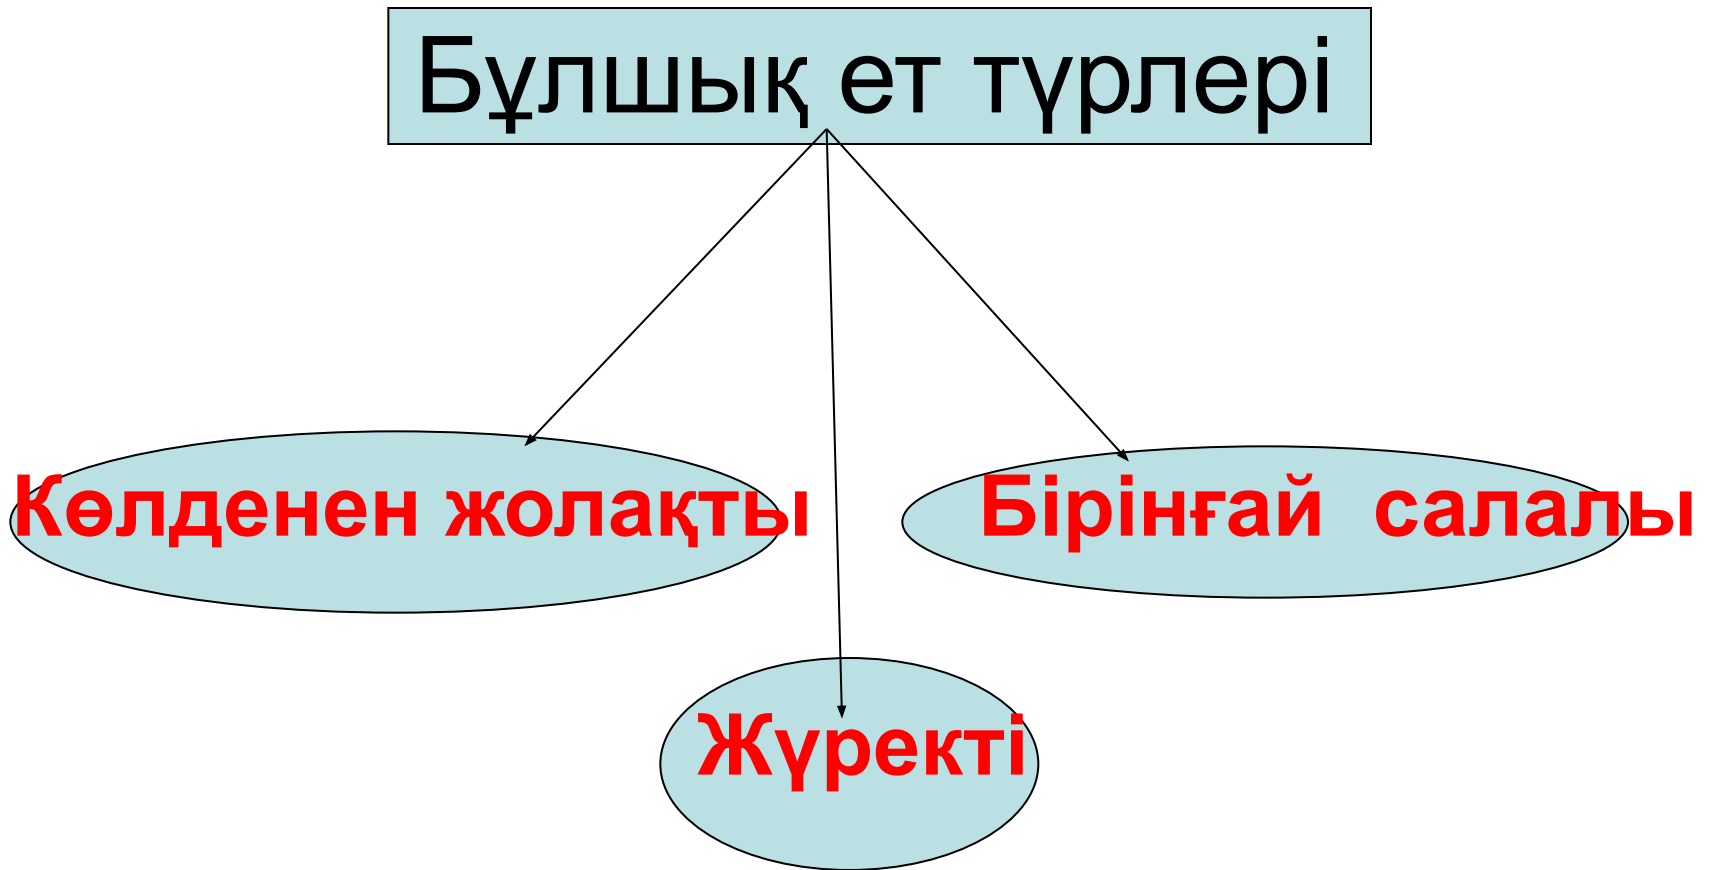 Бұлшық ет түрлері
Көлденен жолақты
Бірінғай салалы
Жүректі